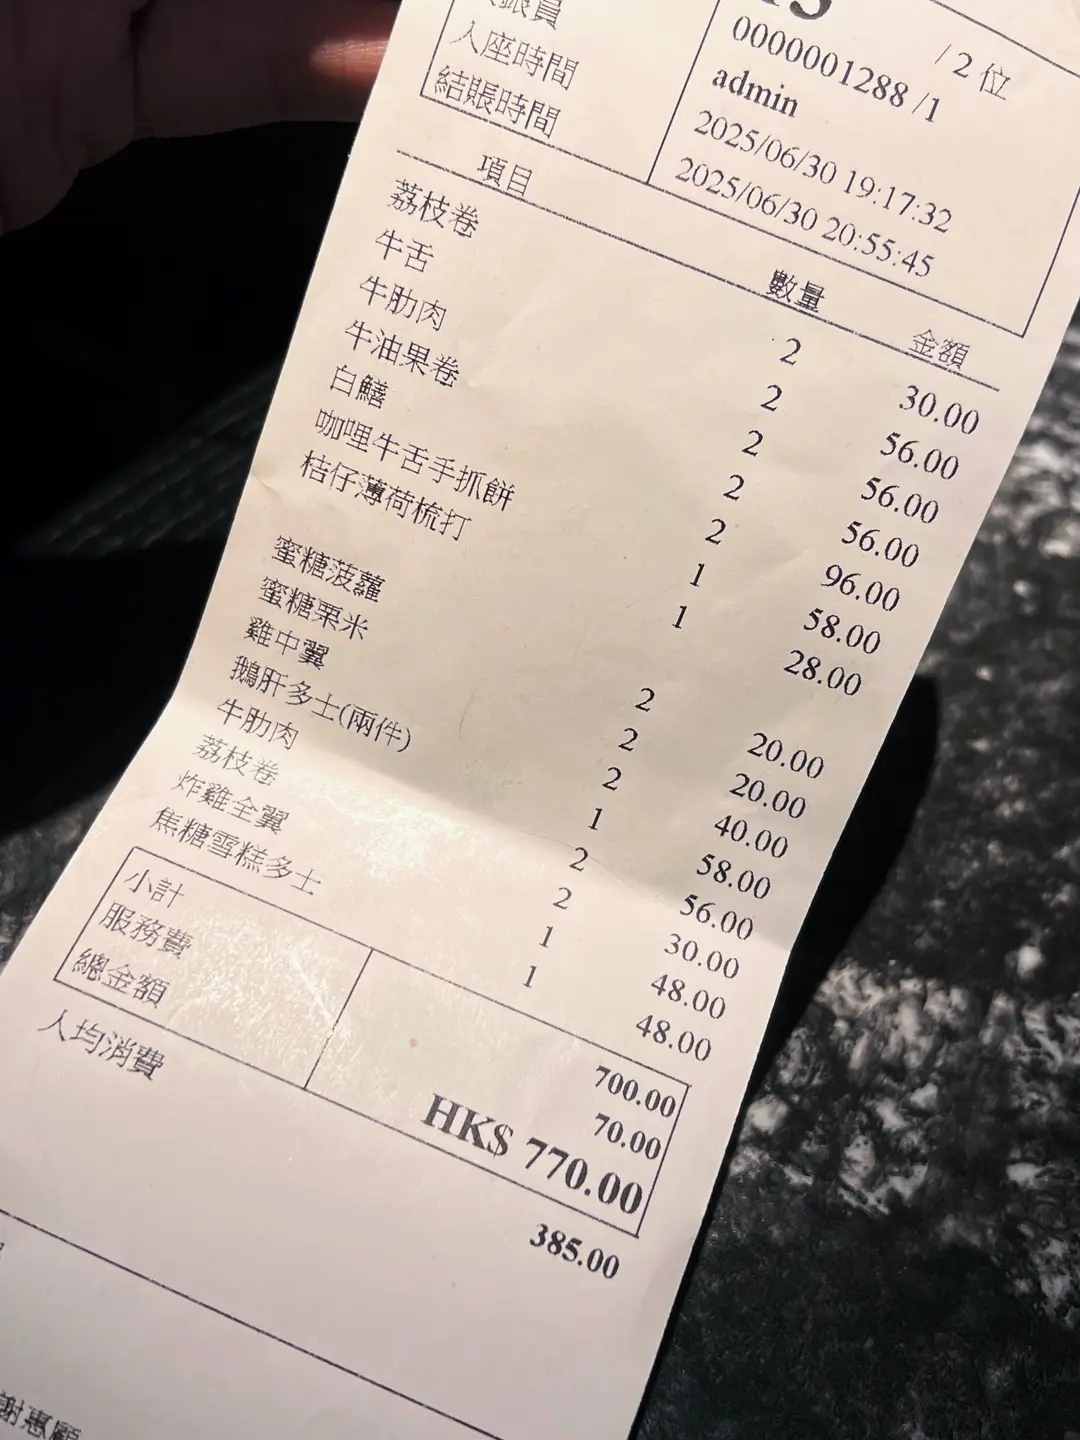 銀員
入座時間
結賬時間
/ 2 位
0000001288 /1
admin
2025/06/30 19:17:32
2025/06/30 20:55:45
項目 數量 金額
荔枝卷 2 30.00
牛舌 2 56.00
牛肋肉 2 56.00
牛油果卷 2 56.00
白鱔 2 96.00
咖哩牛舌手抓餅 1 58.00
桔仔薄荷梳打 1 28.00
蜜糖菠蘿 2 20.00
蜜糖粟米 2 20.00
雞中翼 2 40.00
鵝肝多士(兩件) 1 58.00
牛肋肉 2 56.00
荔枝卷 2 30.00
炸雞全翼 1 48.00
焦糖雪糕多士 1 48.00
小計 700.00
服務費 70.00
總金額 HK$ 770.00
人均消費 385.00
謝惠顧